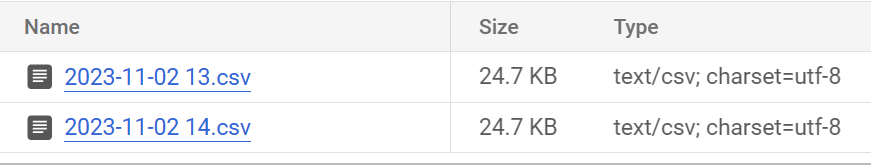 Name Size Type
2023-11-02 13.csv 24.7 KB text/csv; charset=utf-8
2023-11-02 14.csv 24.7 KB text/csv; charset=utf-8